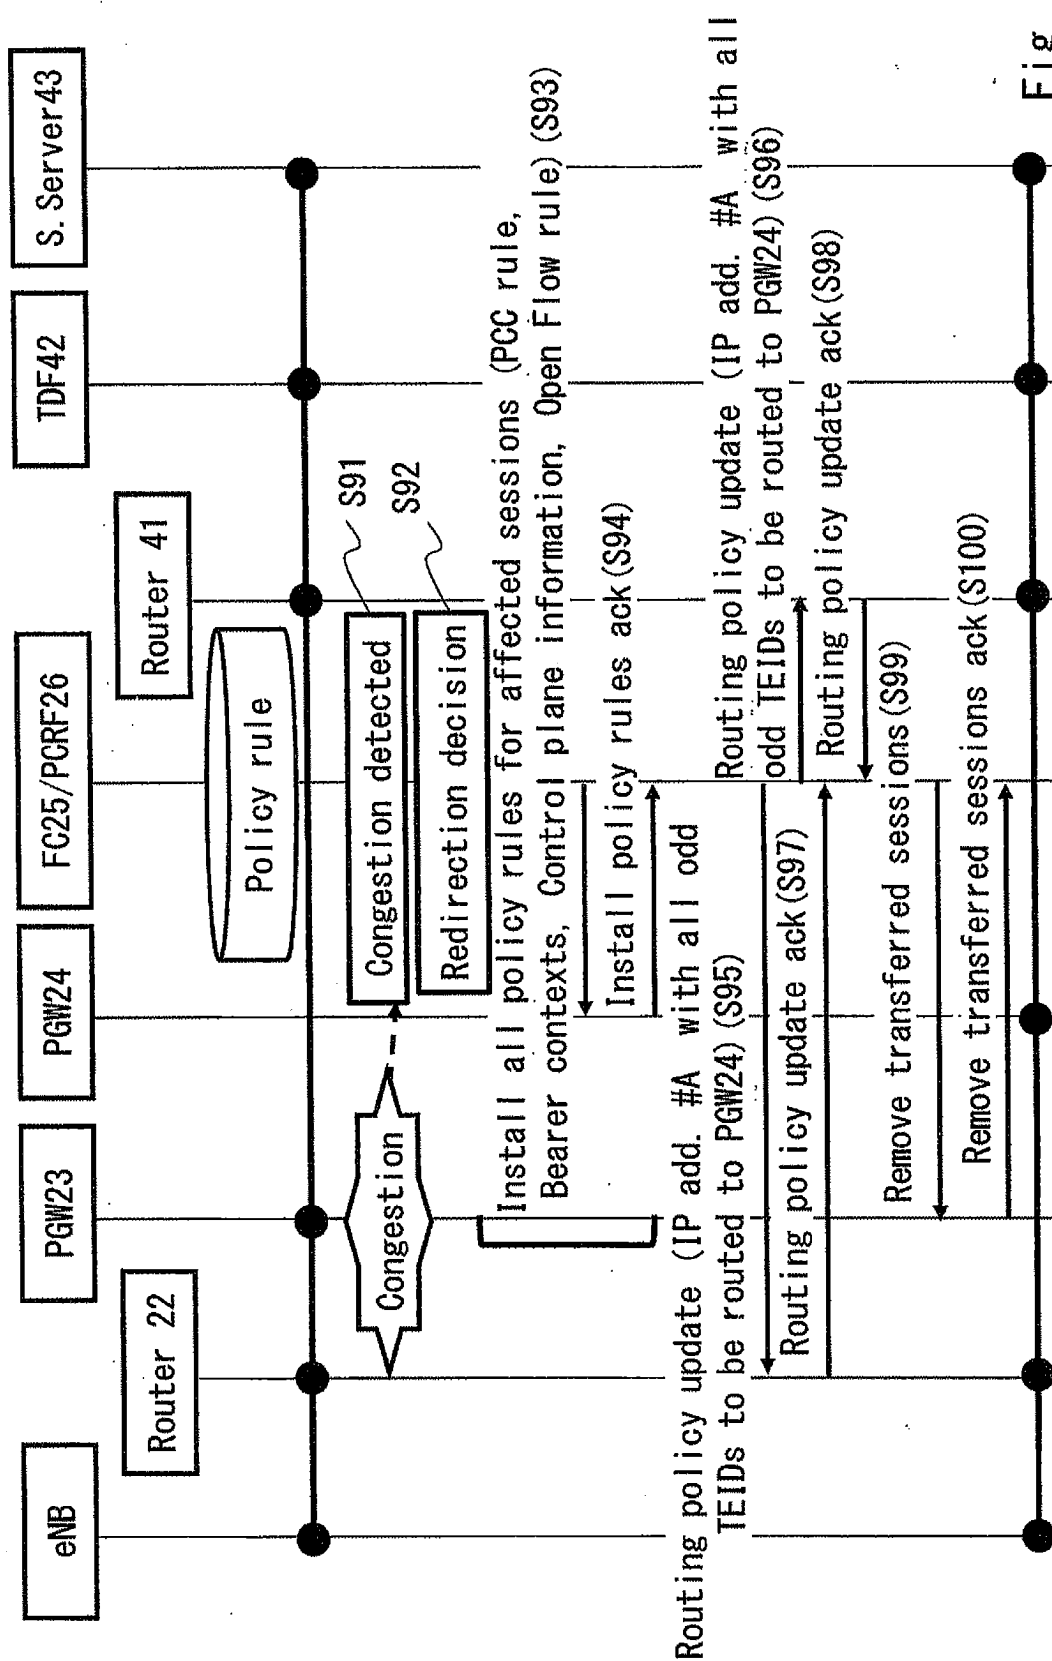 eNB
Router 22
PGW23
PGW24
FC25/PCRF26
Router 41
TDF42
S. Server43
Policy rule
Congestion
Congestion detected
S91
Redirection decision
S92
Install all policy rules for affected sessions (PCC rule,
Bearer contexts, Control plane information, Open Flow rule) (S93)
Install policy rules ack(S94)
Routing policy update (IP add. #A with all odd
TEIDs to be routed to PGW24) (S95)
Routing policy update (IP add. #A with all
odd TEIDs to be routed to PGW24) (S96)
Routing policy update ack(S97)
Routing policy update ack(S98)
Remove transferred sessions(S99)
Remove transferred sessions ack(S100)
Fig